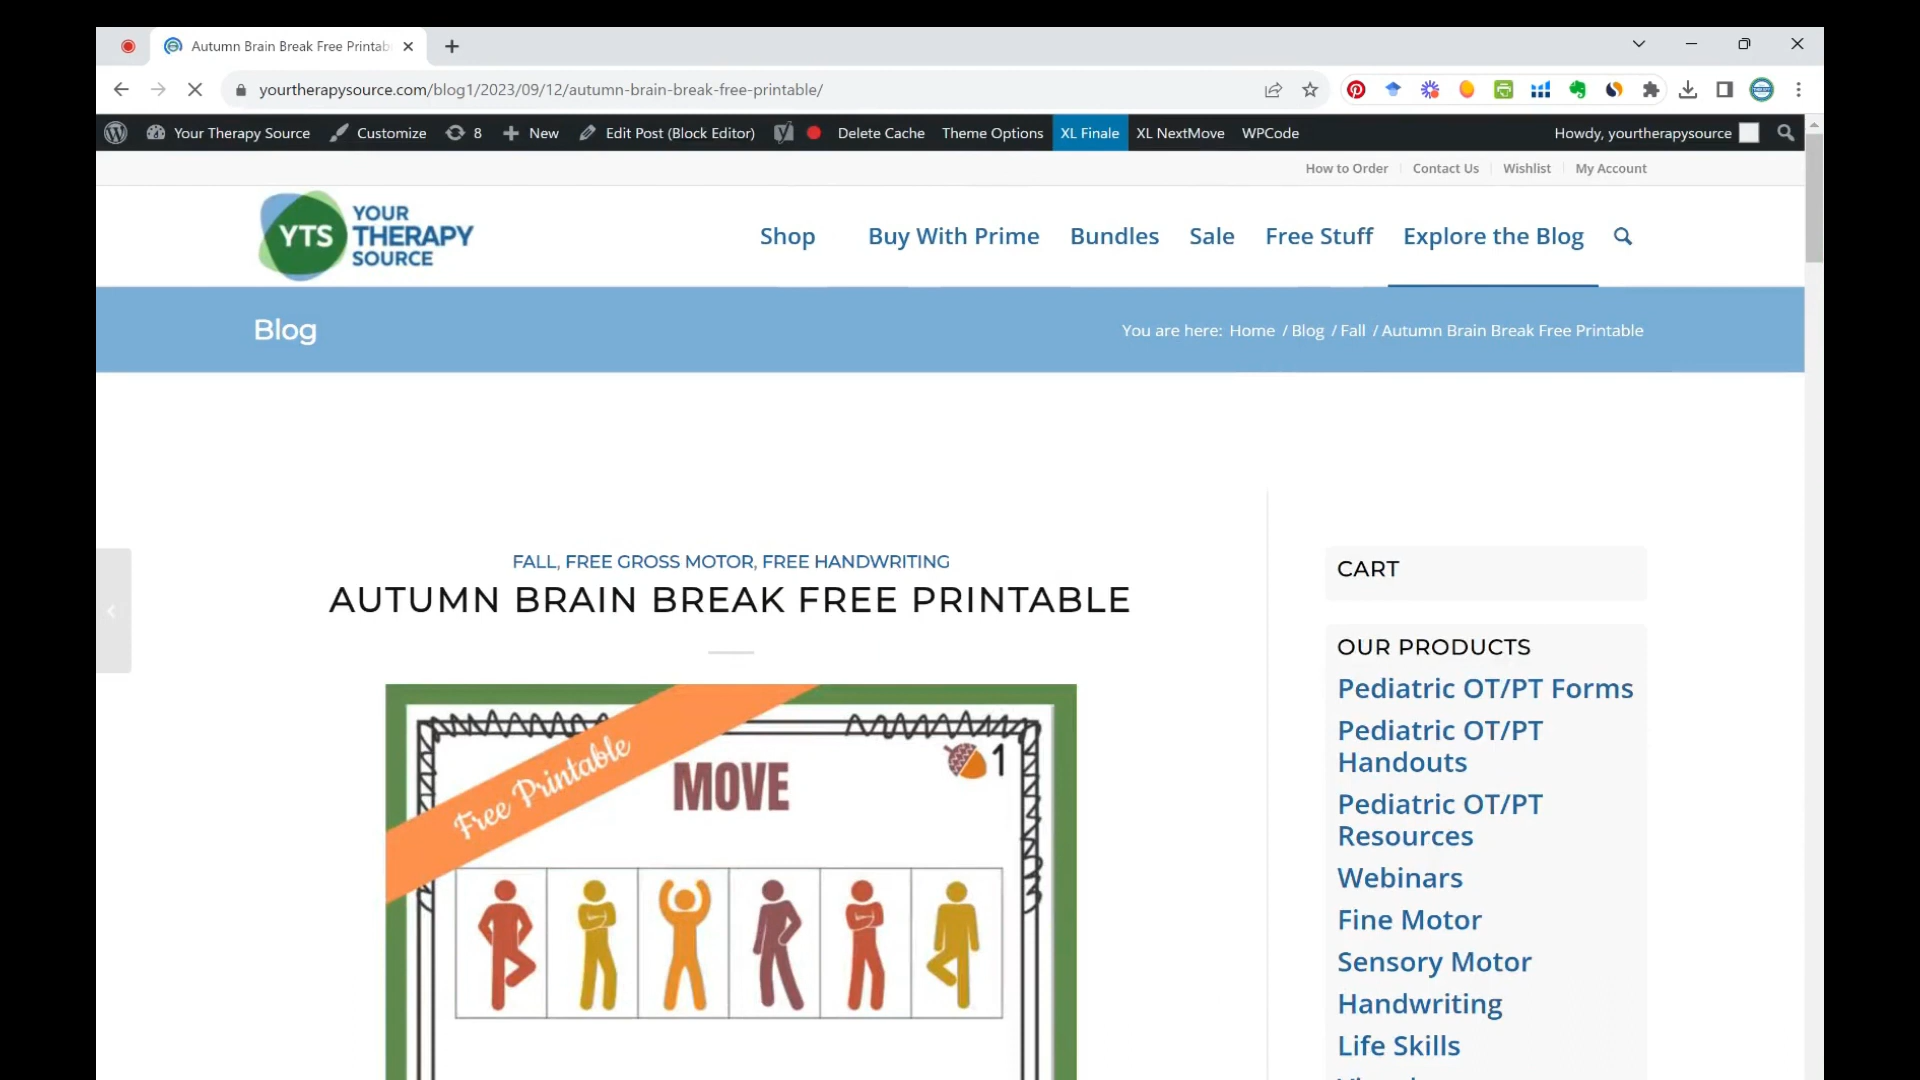 Autumn Brain Break Free Printab
yourtherapysource.com/blog1/2023/09/12/autumn-brain-break-free-printable/
Your Therapy Source Customize 8 New Edit Post (Block Editor) Delete Cache Theme Options XL Finale XL NextMove WPCode Howdy, yourtherapysource
How to Order Contact Us Wishlist My Account
YTS YOUR THERAPY SOURCE
Shop Buy With Prime Bundles Sale Free Stuff Explore the Blog
Blog
You are here: Home / Blog / Fall / Autumn Brain Break Free Printable
FALL, FREE GROSS MOTOR, FREE HANDWRITING
AUTUMN BRAIN BREAK FREE PRINTABLE
Free Printable
MOVE
1
CART
OUR PRODUCTS
Pediatric OT/PT Forms
Pediatric OT/PT
Handouts
Pediatric OT/PT
Resources
Webinars
Fine Motor
Sensory Motor
Handwriting
Life Skills